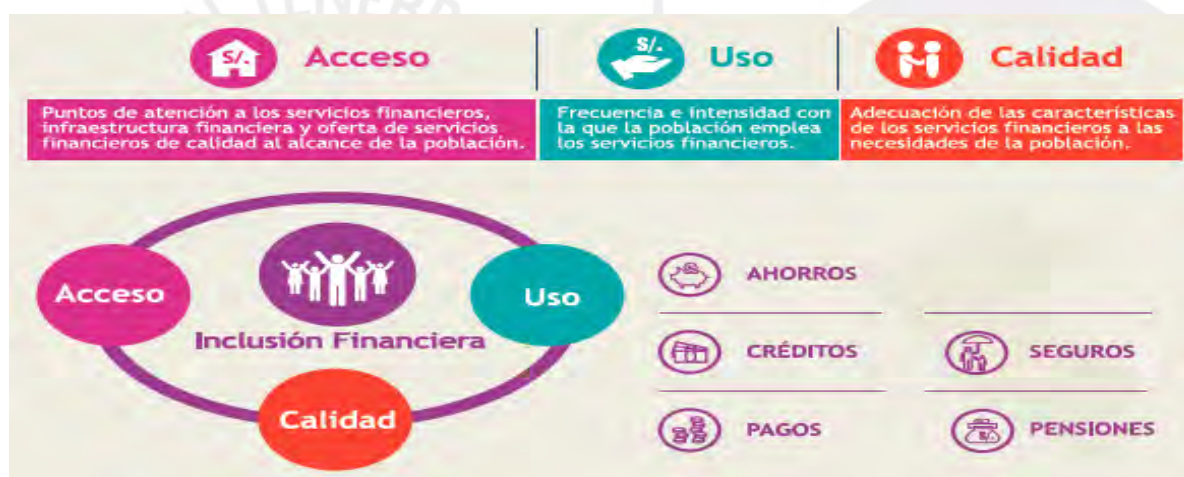 S/.
Acceso
Puntos de atención a los servicios financieros,
infraestructura financiera y oferta de servicios
financieros de calidad al alcance de la población.
S/.
Uso
Frecuencia e intensidad con
la que la población emplea
los servicios financieros.
Calidad
Adecuación de las características
de los servicios financieros a las
necesidades de la población.
Acceso
Uso
Inclusión Financiera
Calidad
AHORROS
CRÉDITOS
PAGOS
SEGUROS
PENSIONES